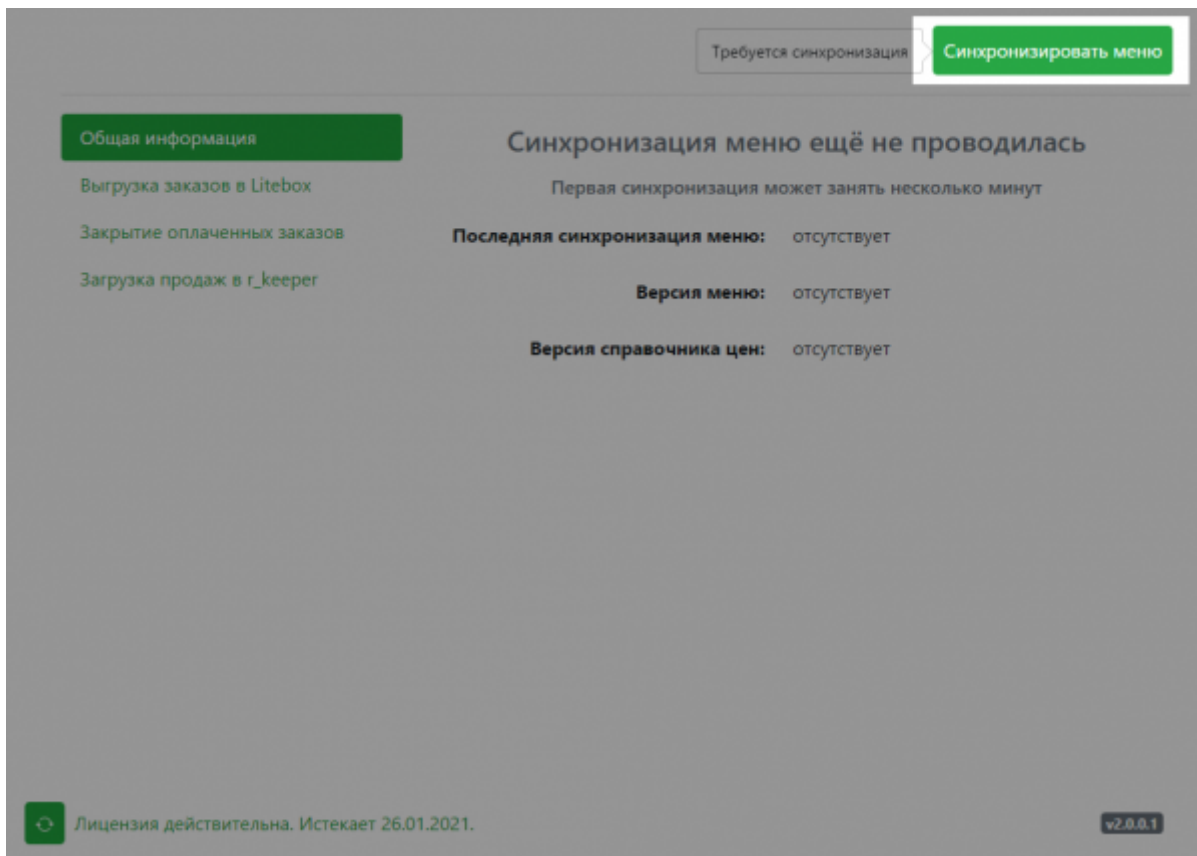 Требуется синхронизация
Синхронизировать меню
Общая информация
Выгрузка заказов в Litebox
Закрытие оплаченных заказов
Загрузка продаж в r_keeper
Синхронизация меню ещё не проводилась
Первая синхронизация может занять несколько минут
Последняя синхронизация меню: отсутствует
Версия меню: отсутствует
Версия справочника цен: отсутствует
Лицензия действительна. Истекает 26.01.2021.
v2.0.0.1